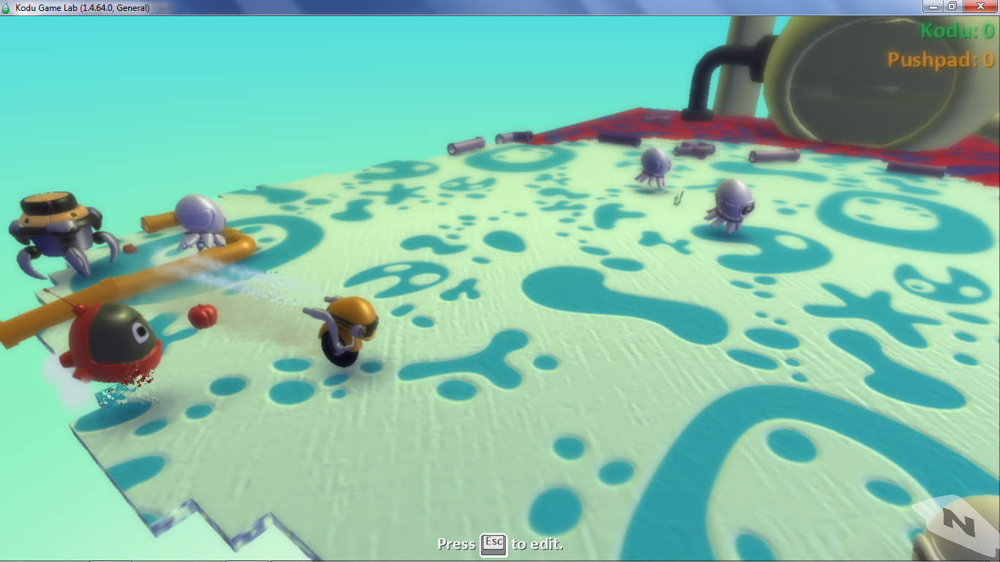 Kodu Game Lab (1.4.64.0, General)
Kodu: 0
Pushpad: 0
N
Press Esc to edit.